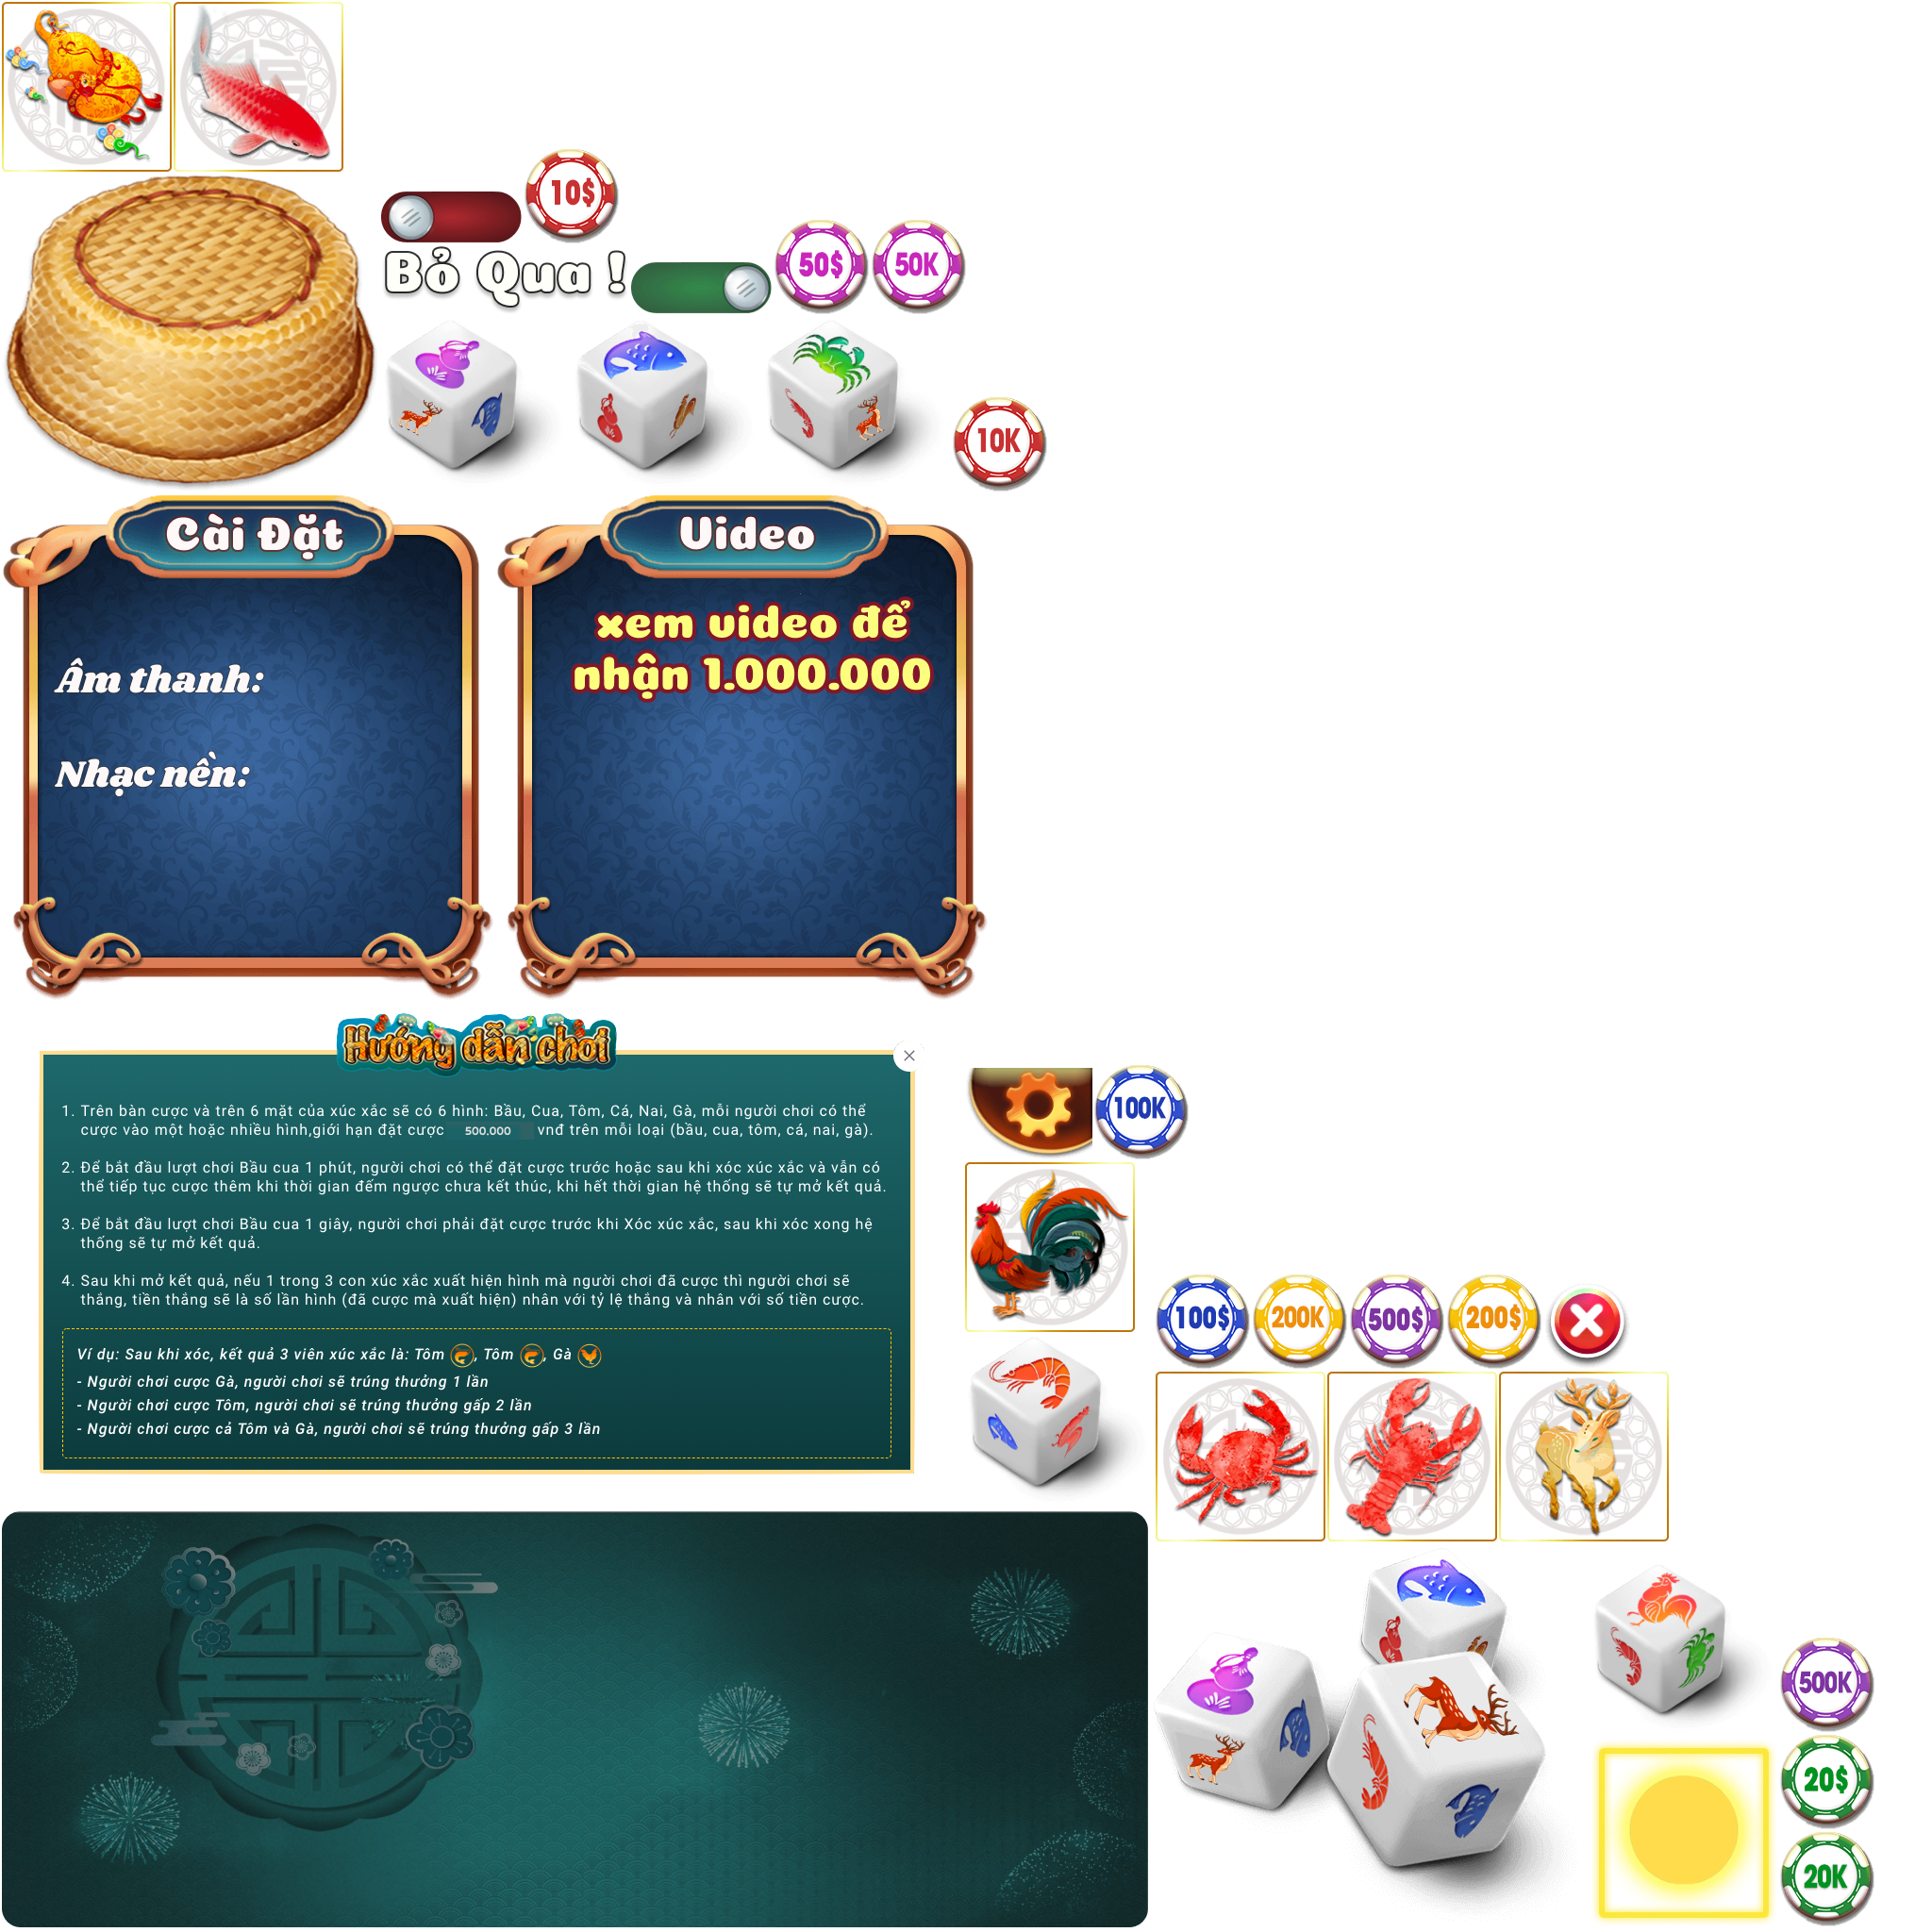 10$
Bỏ Qua !
50$
50K
10K
Cài Đặt
Âm thanh:
Nhạc nền:
Video
xem video để
nhận 1.000.000
Hướng dẫn chơi
1. Trên bàn cược và trên 6 mặt của xúc xắc sẽ có 6 hình: Bầu, Cua, Tôm, Cá, Nai, Gà, mỗi người chơi có thể
cược vào một hoặc nhiều hình,giới hạn đặt cược 500,000 vnđ trên mỗi loại (bầu, cua, tôm, cá, nai, gà).
2. Để bắt đầu lượt chơi Bầu cua 1 phút, người chơi có thể đặt cược trước hoặc sau khi xóc xúc xắc và vẫn có
thể tiếp tục cược thêm khi thời gian đếm ngược chưa kết thúc, khi hết thời gian hệ thống sẽ tự mở kết quả.
3. Để bắt đầu lượt chơi Bầu cua 1 giây, người chơi phải đặt cược trước khi Xóc xúc xắc, sau khi xóc xong hệ
thống sẽ tự mở kết quả.
4. Sau khi mở kết quả, nếu 1 trong 3 con xúc xắc xuất hiện hình mà người chơi đã cược thì người chơi sẽ
thắng, tiền thắng sẽ là số lần hình (đã cược mà xuất hiện) nhân với tỷ lệ thắng và nhân với số tiền cược.
Ví dụ: Sau khi xóc, kết quả 3 viên xúc xắc là: Tôm , Tôm , Gà
- Người chơi cược Gà, người chơi sẽ trúng thưởng 1 lần
- Người chơi cược Tôm, người chơi sẽ trúng thưởng gấp 2 lần
- Người chơi cược cả Tôm và Gà, người chơi sẽ trúng thưởng gấp 3 lần
100K
100$
200K
500$
200$
500K
20$
20K